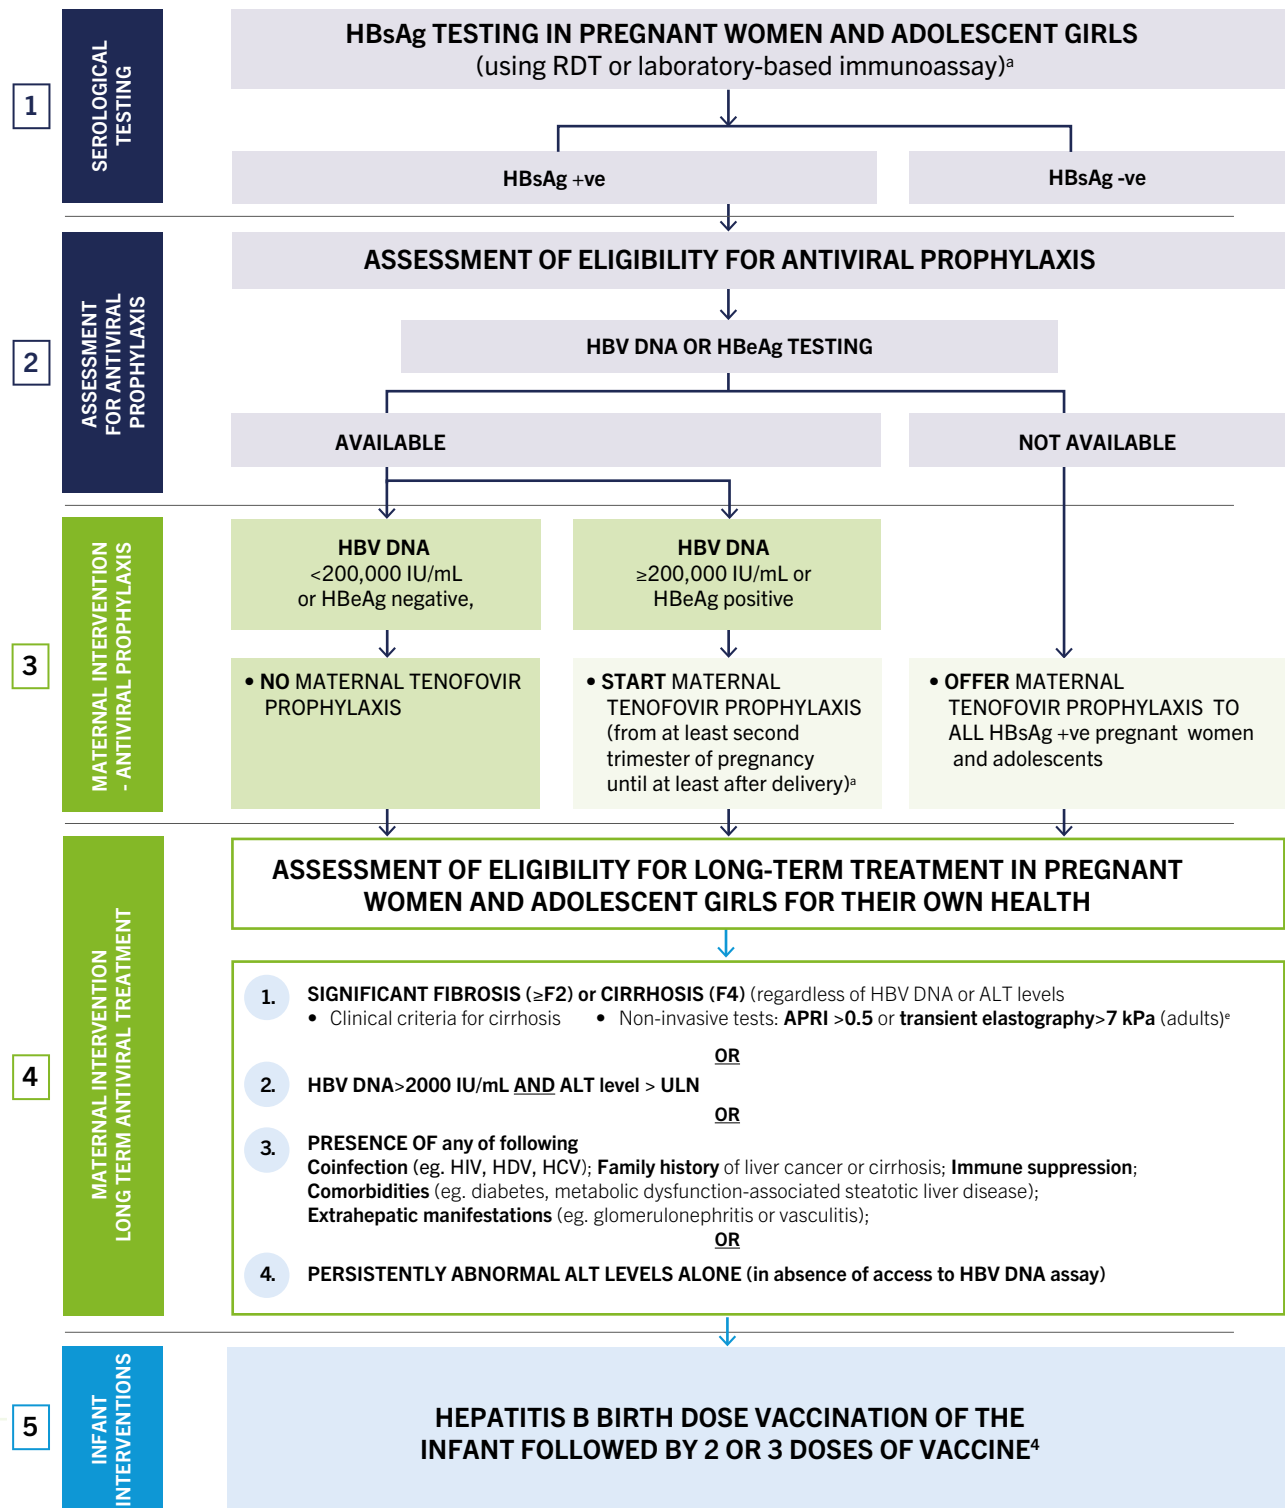 1
SEROLOGICAL
TESTING
HBsAg TESTING IN PREGNANT WOMEN AND ADOLESCENT GIRLS
(using RDT or laboratory-based immunoassay)ᵃ
HBsAg +ve
HBsAg -ve
2
ASSESSMENT
FOR ANTIVIRAL
PROPHYLAXIS
ASSESSMENT OF ELIGIBILITY FOR ANTIVIRAL PROPHYLAXIS
HBV DNA OR HBeAg TESTING
AVAILABLE
NOT AVAILABLE
3
MATERNAL INTERVENTION
- ANTIVIRAL PROPHYLAXIS
HBV DNA
<200,000 IU/mL
or HBeAg negative,
HBV DNA
≥200,000 IU/mL or
HBeAg positive
• NO MATERNAL TENOFOVIR
PROPHYLAXIS
• START MATERNAL
TENOFOVIR PROPHYLAXIS
(from at least second
trimester of pregnancy
until at least after delivery)ᵃ
• OFFER MATERNAL
TENOFOVIR PROPHYLAXIS TO
ALL HBsAg +ve pregnant women
and adolescents
4
MATERNAL INTERVENTION
LONG TERM ANTIVIRAL TREATMENT
ASSESSMENT OF ELIGIBILITY FOR LONG-TERM TREATMENT IN PREGNANT
WOMEN AND ADOLESCENT GIRLS FOR THEIR OWN HEALTH
1. SIGNIFICANT FIBROSIS (≥F2) or CIRRHOSIS (F4) (regardless of HBV DNA or ALT levels
• Clinical criteria for cirrhosis • Non-invasive tests: APRI >0.5 or transient elastography>7 kPa (adults)ᵉ
OR
2. HBV DNA>2000 IU/mL AND ALT level > ULN
OR
3. PRESENCE OF any of following
Coinfection (eg. HIV, HDV, HCV); Family history of liver cancer or cirrhosis; Immune suppression;
Comorbidities (eg. diabetes, metabolic dysfunction-associated steatotic liver disease);
Extrahepatic manifestations (eg. glomerulonephritis or vasculitis);
OR
4. PERSISTENTLY ABNORMAL ALT LEVELS ALONE (in absence of access to HBV DNA assay)
5
INFANT
INTERVENTIONS
HEPATITIS B BIRTH DOSE VACCINATION OF THE
INFANT FOLLOWED BY 2 OR 3 DOSES OF VACCINE⁴